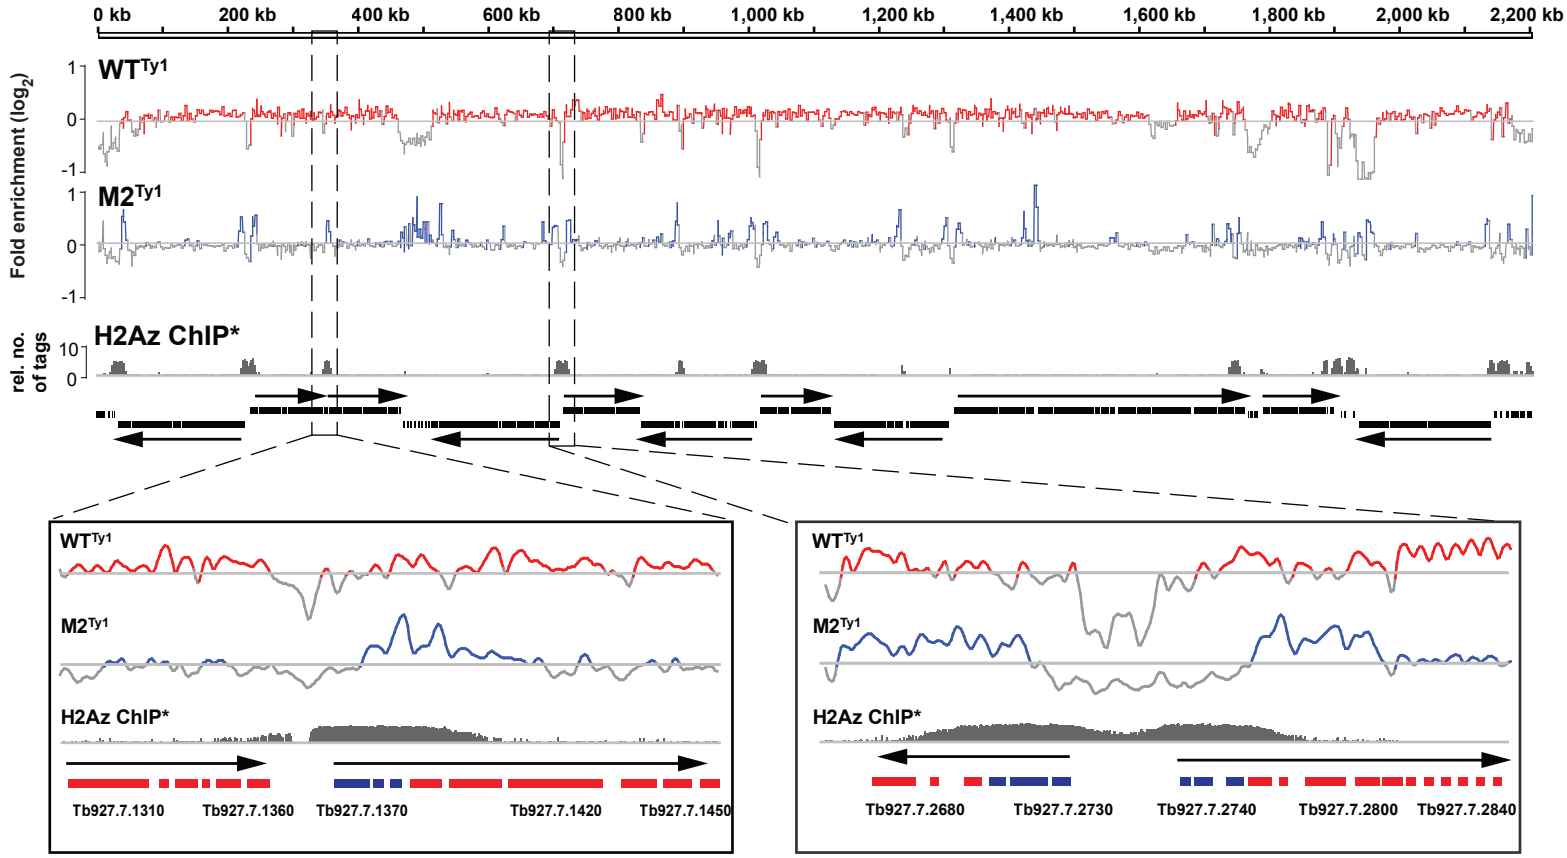 0 kb 200 kb 400 kb 600 kb 800 kb 1,000 kb 1,200 kb 1,400 kb 1,600 kb 1,800 kb 2,000 kb 2,200 kb
Fold enrichment (log2)
1
WTTy1
0
-1
1
M2Ty1
0
-1
rel. no. of tags
H2Az ChIP*
10
0
WTTy1
M2Ty1
H2Az ChIP*
Tb927.7.1310 Tb927.7.1360 Tb927.7.1370 Tb927.7.1420 Tb927.7.1450
WTTy1
M2Ty1
H2Az ChIP*
Tb927.7.2680 Tb927.7.2730 Tb927.7.2740 Tb927.7.2800 Tb927.7.2840